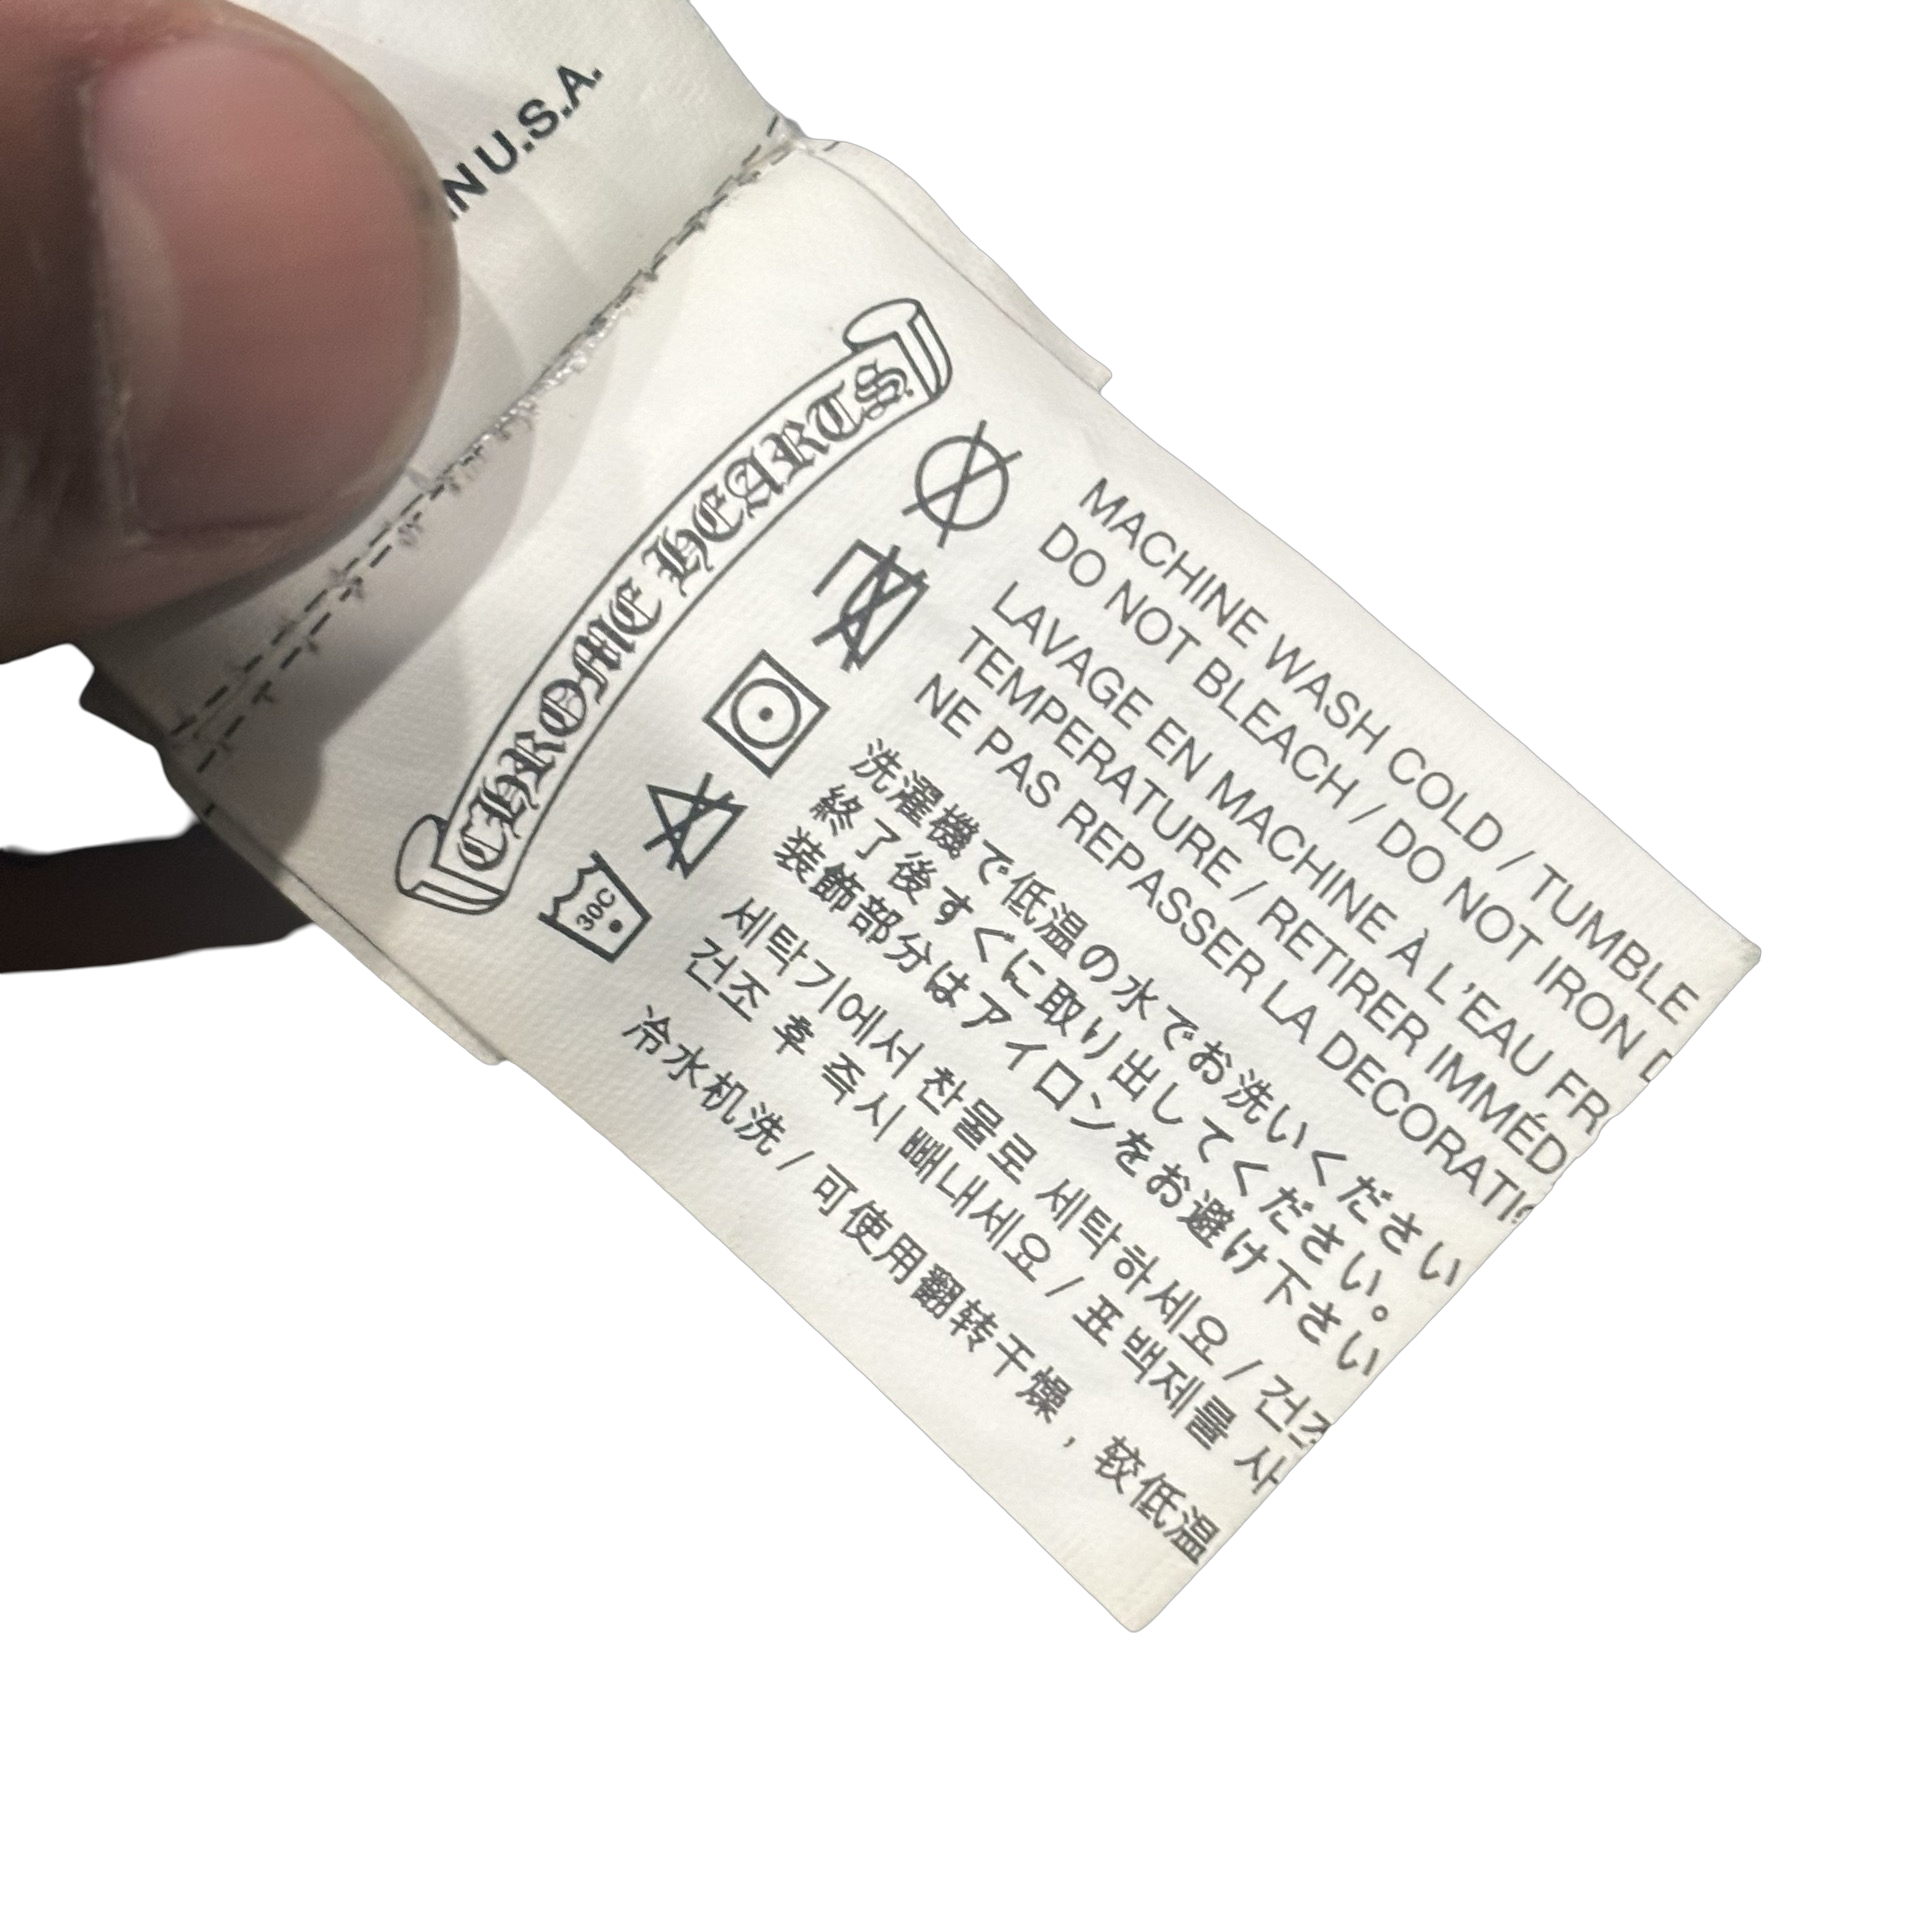 IN U.S.A.
CHROME HEARTS
30C
MACHINE WASH COLD / TUMBLE
DO NOT BLEACH / DO NOT IRON
LAVAGE EN MACHINE À L'EAU FR
TEMPERATURE / RETIRER IMMÉD
NE PAS REPASSER LA DECORATI
洗濯機で低温の水でお洗いください
終了後すぐに取り出してください。
装飾部分はアイロンをお避け下さい
세탁기에서 찬물로 세탁하세요 / 건조
건조 후 즉시 빼내세요 / 표백제를 사
冷水机洗 / 可使用翻转干燥，较低温